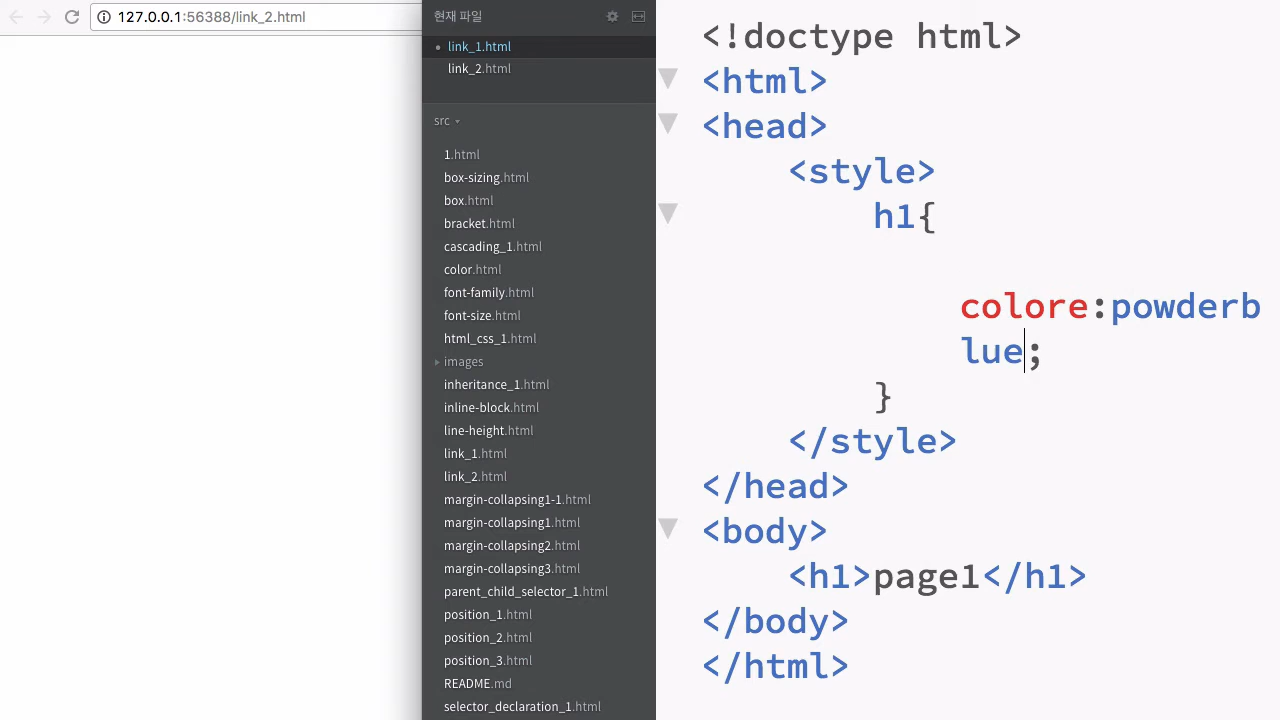 127.0.0.1:56388/link_2.html
현재 파일
link_1.html
link_2.html
src
1.html
box-sizing.html
box.html
bracket.html
cascading_1.html
color.html
font-family.html
font-size.html
html_css_1.html
images
inheritance_1.html
inline-block.html
line-height.html
link_1.html
link_2.html
margin-collapsing1-1.html
margin-collapsing1.html
margin-collapsing2.html
margin-collapsing3.html
parent_child_selector_1.html
position_1.html
position_2.html
position_3.html
README.md
selector_declaration_1.html
<!doctype html>
<html>
<head>
<style>
h1{
colore:powderb
lue;
}
</style>
</head>
<body>
<h1>page1</h1>
</body>
</html>